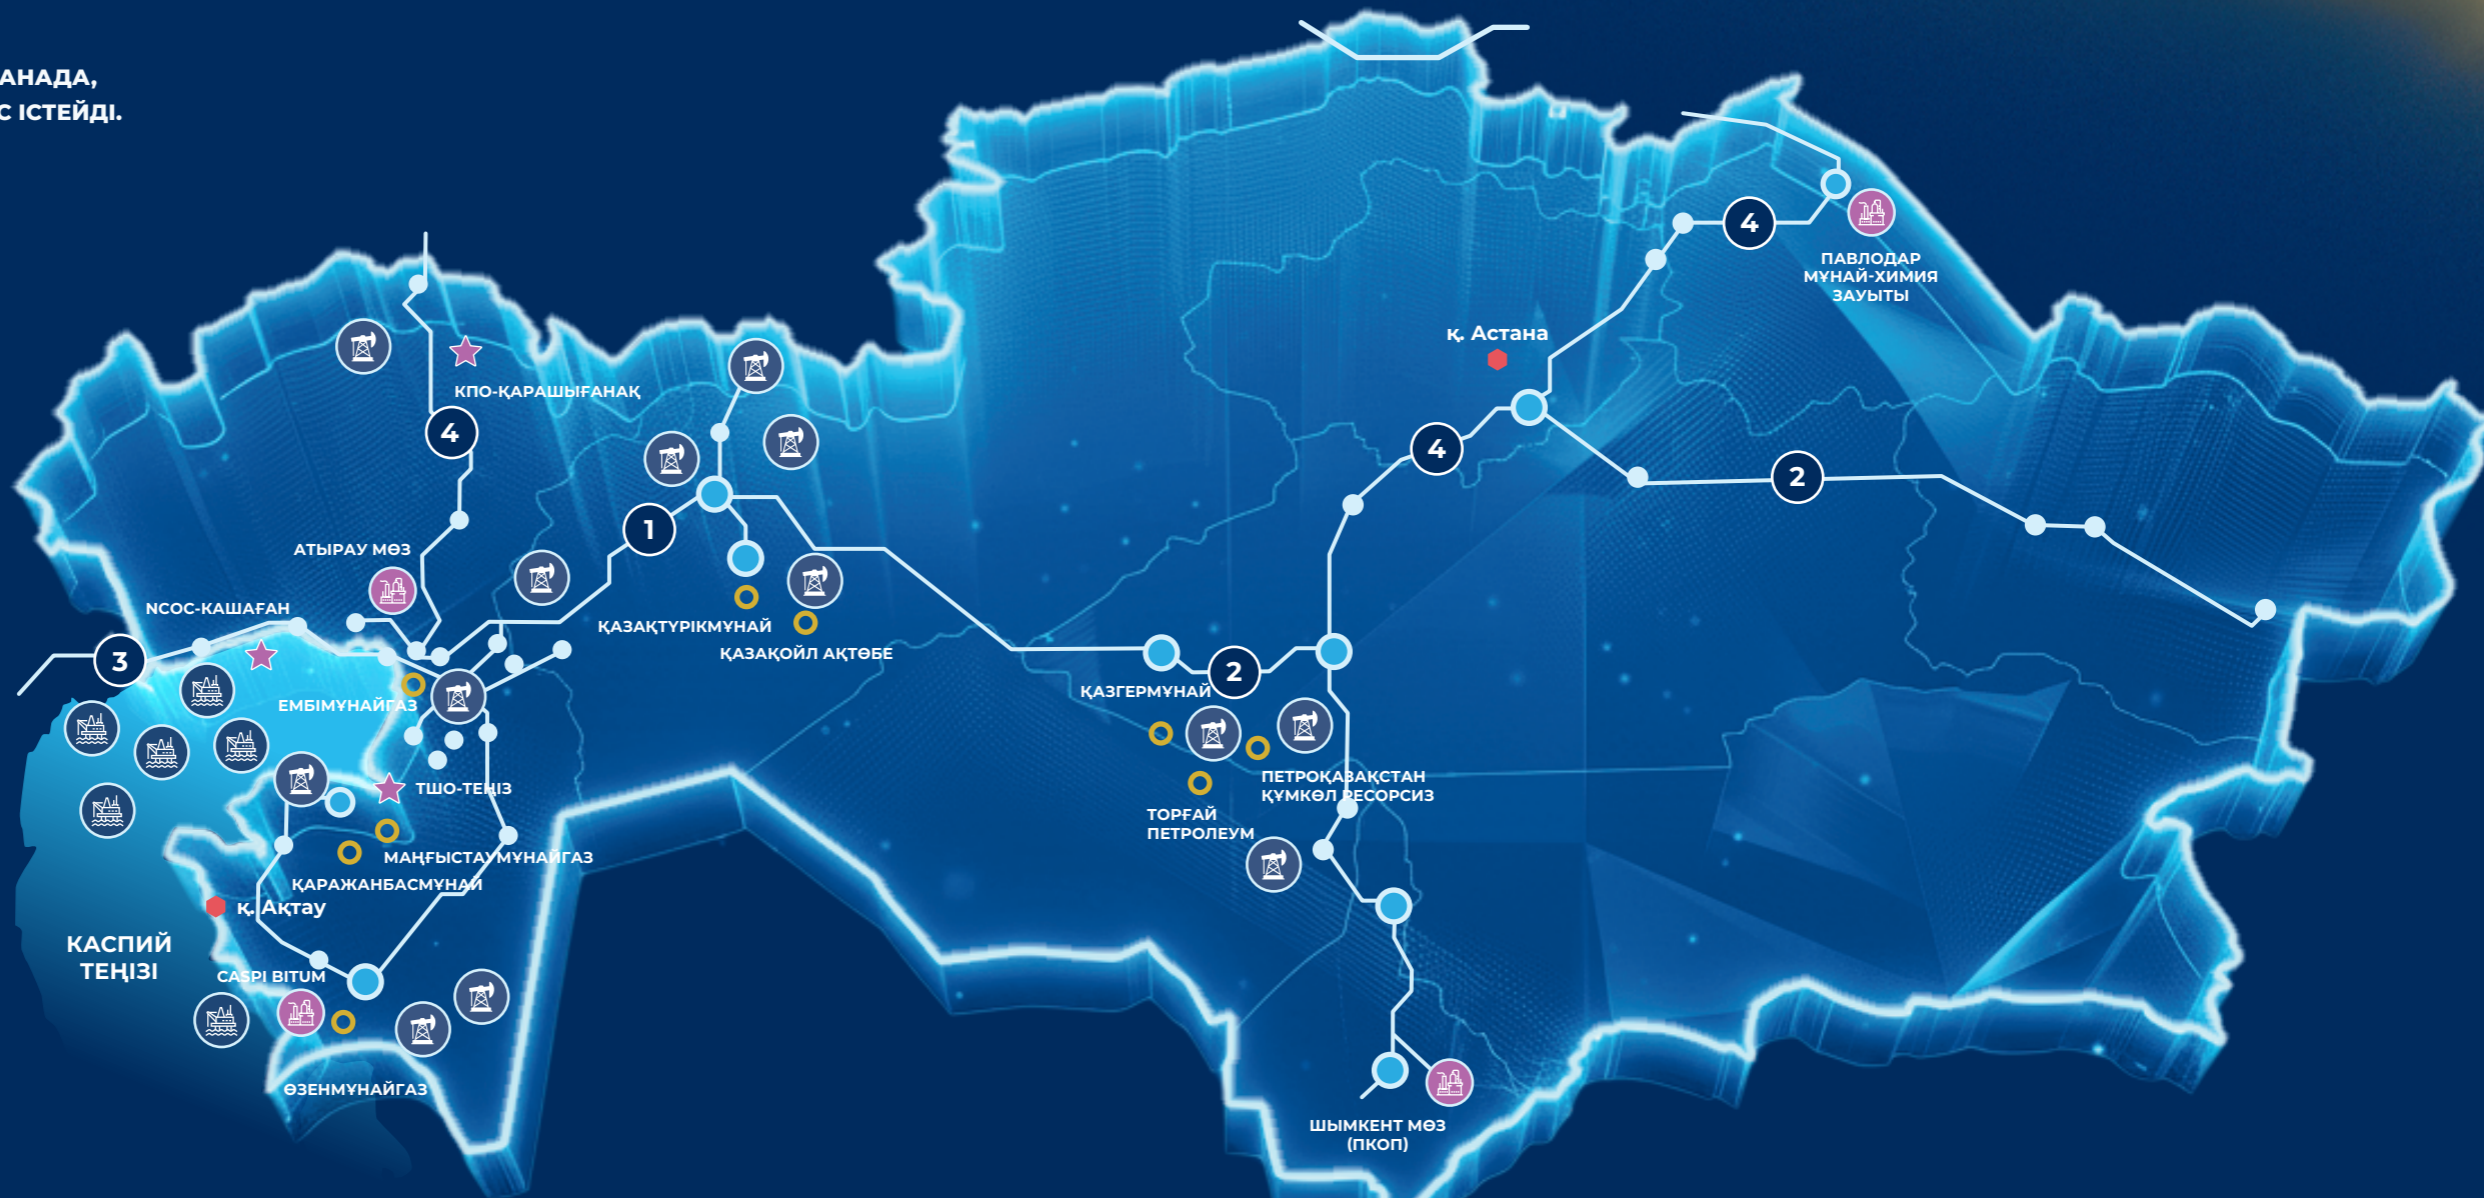 АНАДА,
С ІСТЕЙДІ.
4
ПАВЛОДАР
МҰНАЙ-ХИМИЯ
ЗАУЫТЫ
қ. Астана
КПО-ҚАРАШЫҒАНАҚ
4
4
2
1
АТЫРАУ МӨЗ
NCOC-КАШАҒАН
ҚАЗАҚТҮРІКМҰНАЙ
ҚАЗАҚОЙЛ АҚТӨБЕ
3
2
ҚАЗГЕРМҰНАЙ
ЕМБІМҰНАЙГАЗ
ПЕТРОҚАЗАҚСТАН
ҚҰМКӨЛ РЕСОРСИЗ
ТШО-ТЕҢІЗ
ТОРҒАЙ
ПЕТРОЛЕУМ
МАҢҒЫСТАУМҰНАЙГАЗ
ҚАРАЖАНБАСМҰНАЙ
қ. Ақтау
КАСПИЙ
ТЕҢІЗІ
CASPI BITUM
ӨЗЕНМҰНАЙГАЗ
ШЫМКЕНТ МӨЗ
(ПКОП)